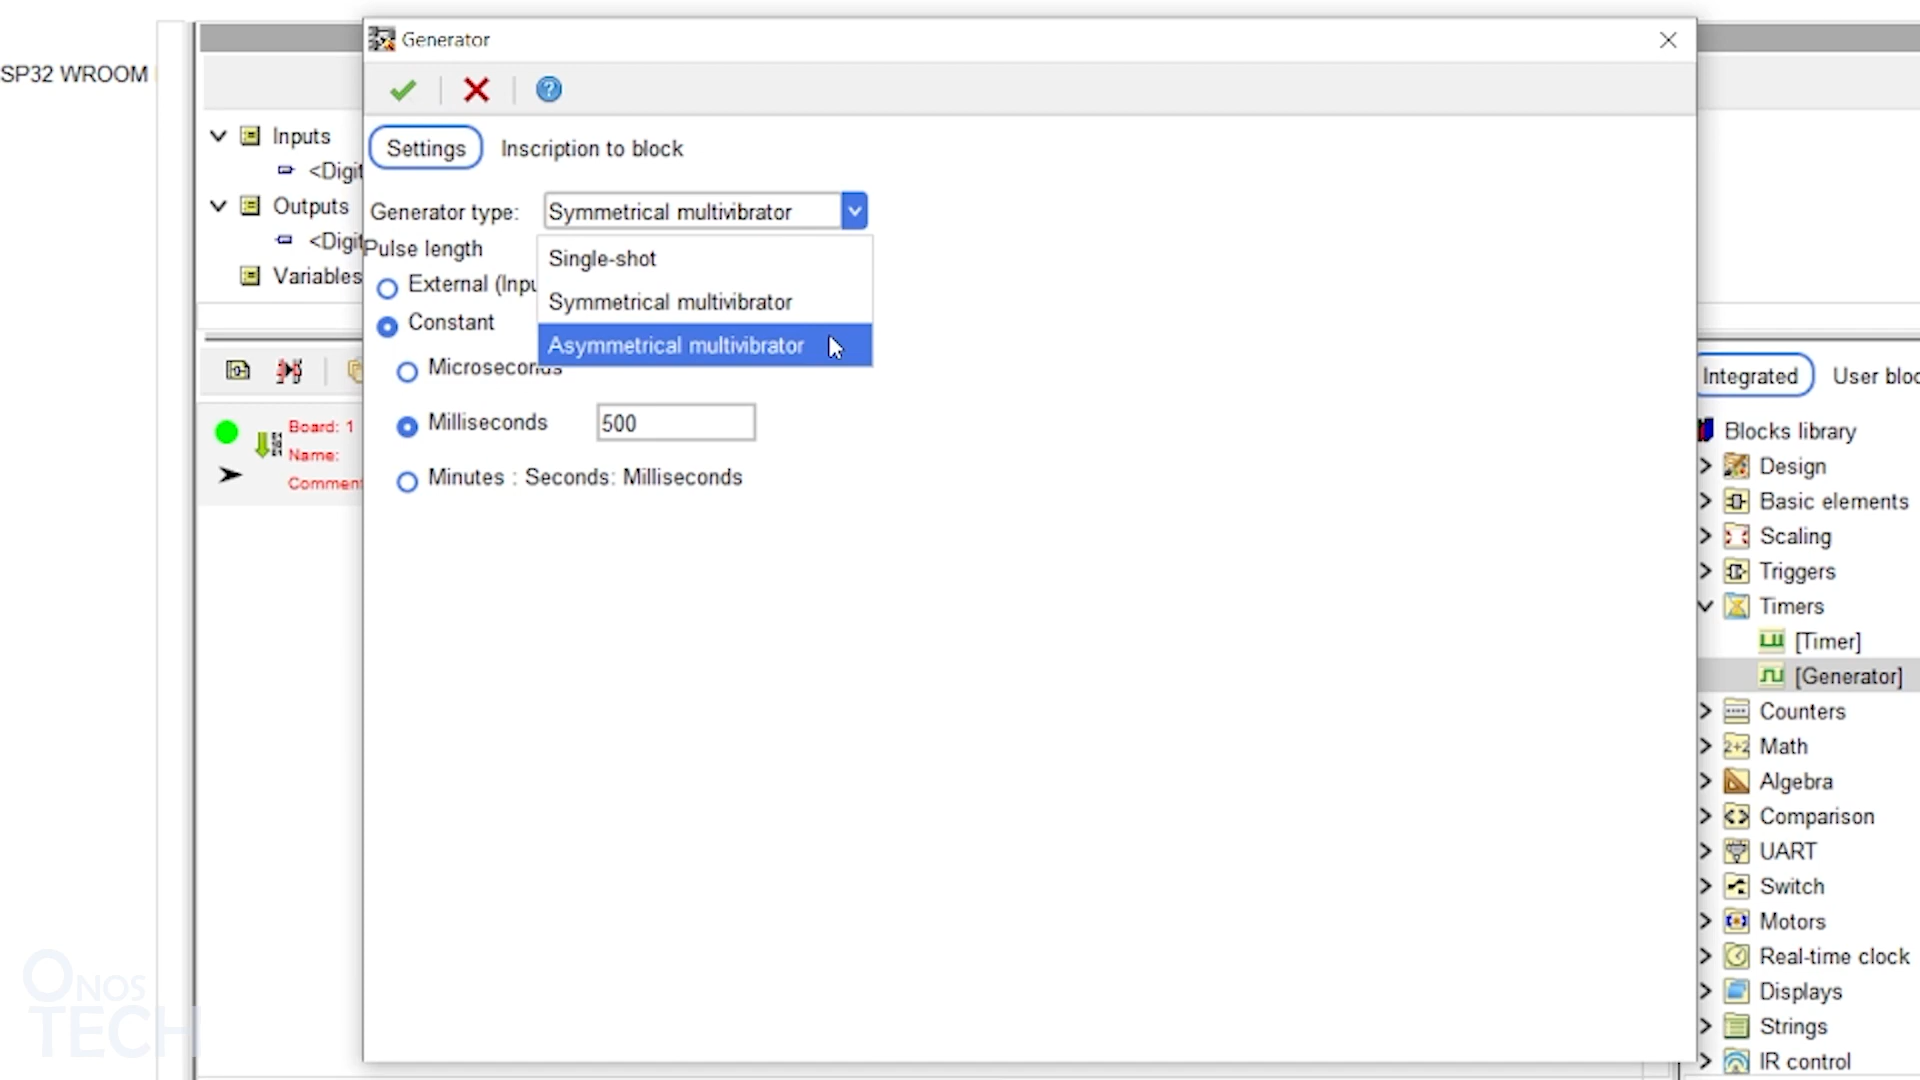 Generator
SP32 WROOM
Inputs
<Digit
Outputs
<Digit
Variables
Settings
Inscription to block
Generator type:
Symmetrical multivibrator
Single-shot
Symmetrical multivibrator
Asymmetrical multivibrator
Pulse length
External (Inpu
Constant
Microseconds
Milliseconds
500
Minutes : Seconds: Milliseconds
Board: 1
Name:
Comment
Integrated
User bloc
Blocks library
Design
Basic elements
Scaling
Triggers
Timers
[Timer]
[Generator]
Counters
2+2
Math
Algebra
Comparison
UART
Switch
Motors
Real-time clock
Displays
Strings
IR control
ONOS
TECH